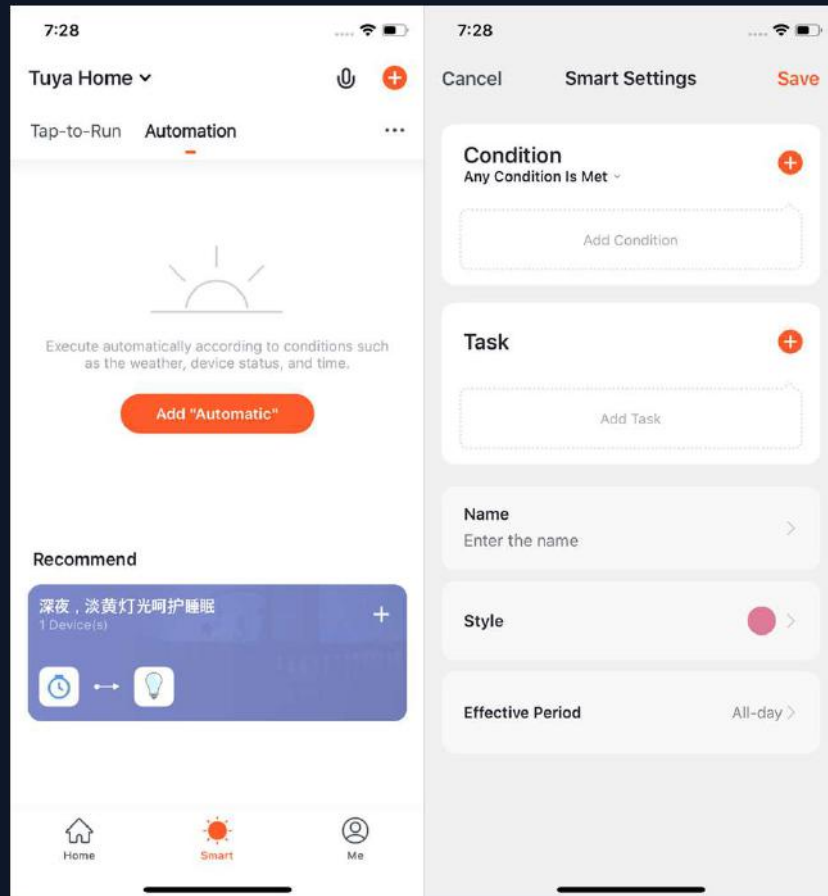 7:28
Tuya Home
Tap-to-Run Automation
Execute automatically according to conditions such
as the weather, device status, and time.
Add "Automatic"
Recommend
深夜，淡黄灯光呵护睡眠
1 Device(s)
Home
Smart
Me
7:28
Cancel Smart Settings Save
Condition
Any Condition Is Met
Add Condition
Task
Add Task
Name
Enter the name
Style
Effective Period All-day